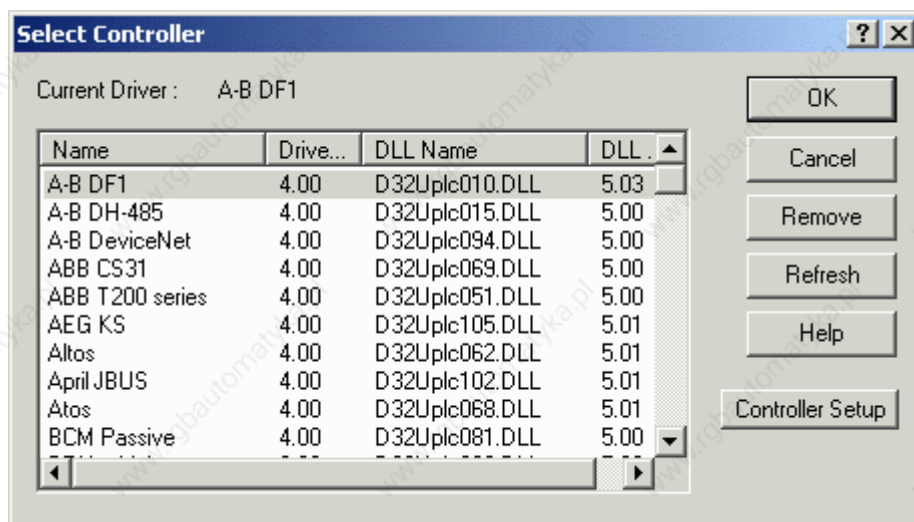 Select Controller
Current Driver : A-B DF1
Name Drive... DLL Name DLL .
A-B DF1 4.00 D32Uplc010.DLL 5.03
A-B DH-485 4.00 D32Uplc015.DLL 5.00
A-B DeviceNet 4.00 D32Uplc094.DLL 5.00
ABB CS31 4.00 D32Uplc069.DLL 5.00
ABB T200 series 4.00 D32Uplc051.DLL 5.00
AEG KS 4.00 D32Uplc105.DLL 5.01
Altos 4.00 D32Uplc062.DLL 5.01
April JBUS 4.00 D32Uplc102.DLL 5.01
Atos 4.00 D32Uplc068.DLL 5.01
BCM Passive 4.00 D32Uplc081.DLL 5.00
OK
Cancel
Remove
Refresh
Help
Controller Setup
www.rgbautomatyka.pl